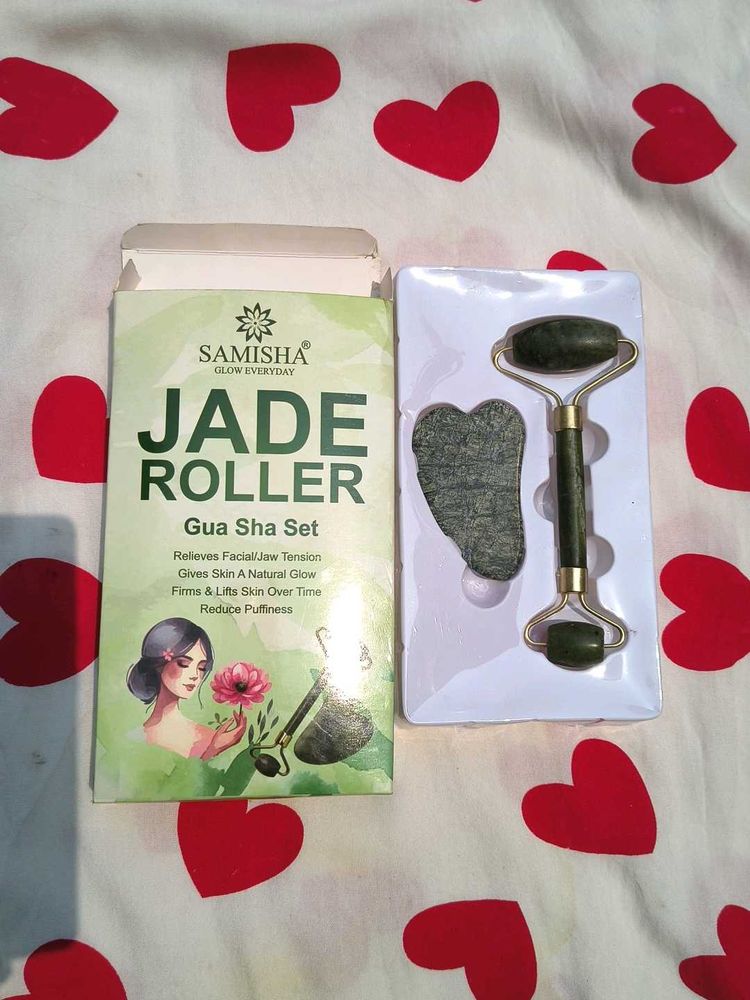 SAMISHA®
GLOW EVERYDAY
JADE
ROLLER
Gua Sha Set
Relieves Facial/Jaw Tension
Gives Skin A Natural Glow
Firms & Lifts Skin Over Time
Reduce Puffiness